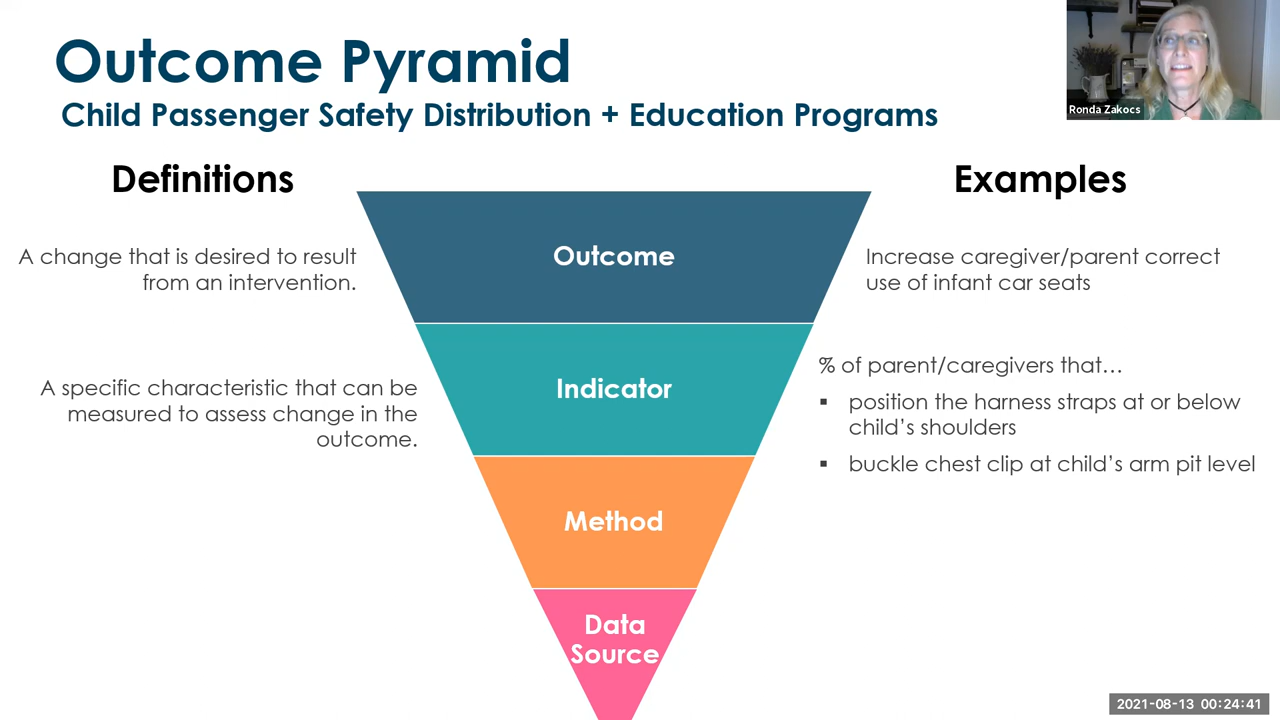 Outcome Pyramid
Child Passenger Safety Distribution + Education Programs
Ronda Zakocs
Definitions
Examples
A change that is desired to result
from an intervention.
Outcome
Increase caregiver/parent correct
use of infant car seats
A specific characteristic that can be
measured to assess change in the
outcome.
Indicator
% of parent/caregivers that…
▪ position the harness straps at or below
child’s shoulders
▪ buckle chest clip at child’s arm pit level
Method
Data
Source
2021-08-13 00:24:41